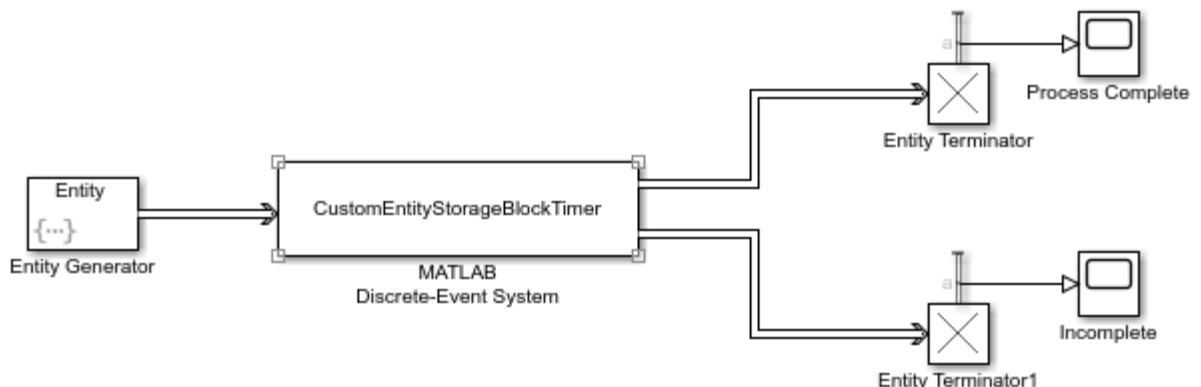 a
Process Complete
Entity Terminator
Entity
{...}
Entity Generator
CustomEntityStorageBlockTimer
MATLAB
Discrete-Event System
a
Incomplete
Entity Terminator1